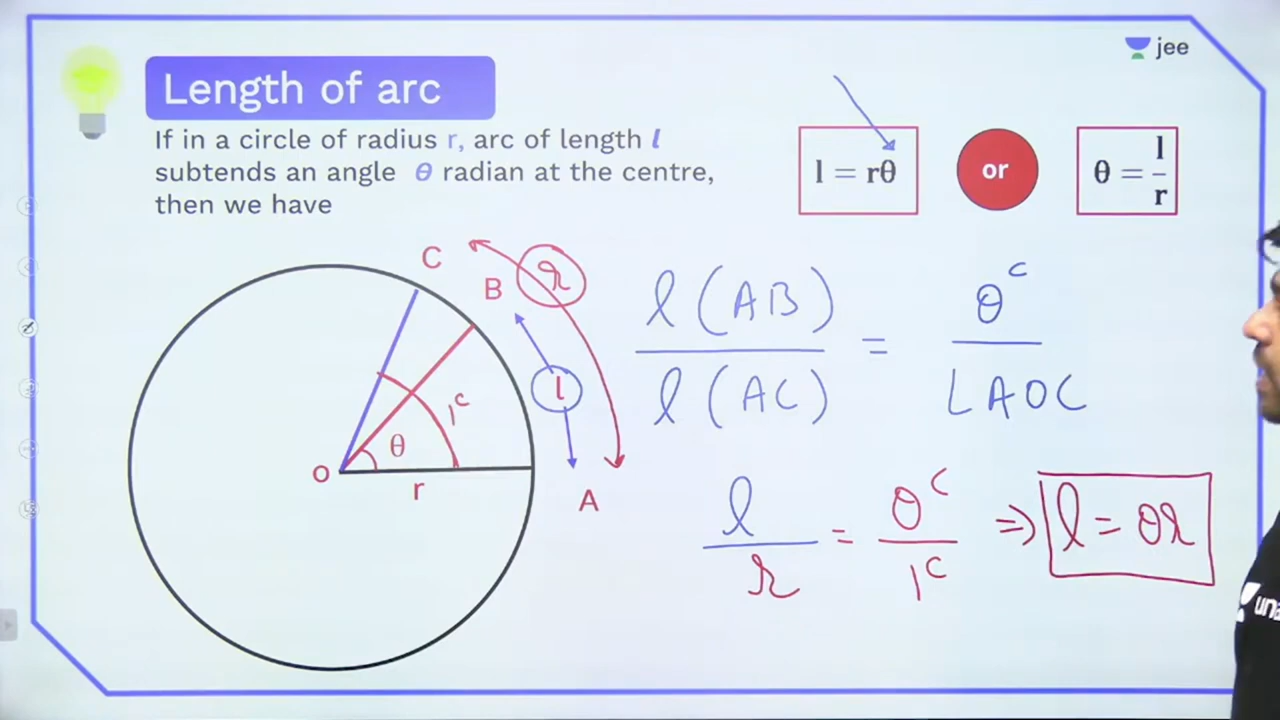 jee
Length of arc
If in a circle of radius r, arc of length l
subtends an angle θ radian at the centre,
then we have
l = rθ
or
θ = l/r
C
B
r
l
1ᶜ
θ
O
r
A
l(AB)/l(AC) = θᶜ/∠AOC
l/r = θᶜ/1ᶜ ⇒ l = θr
una